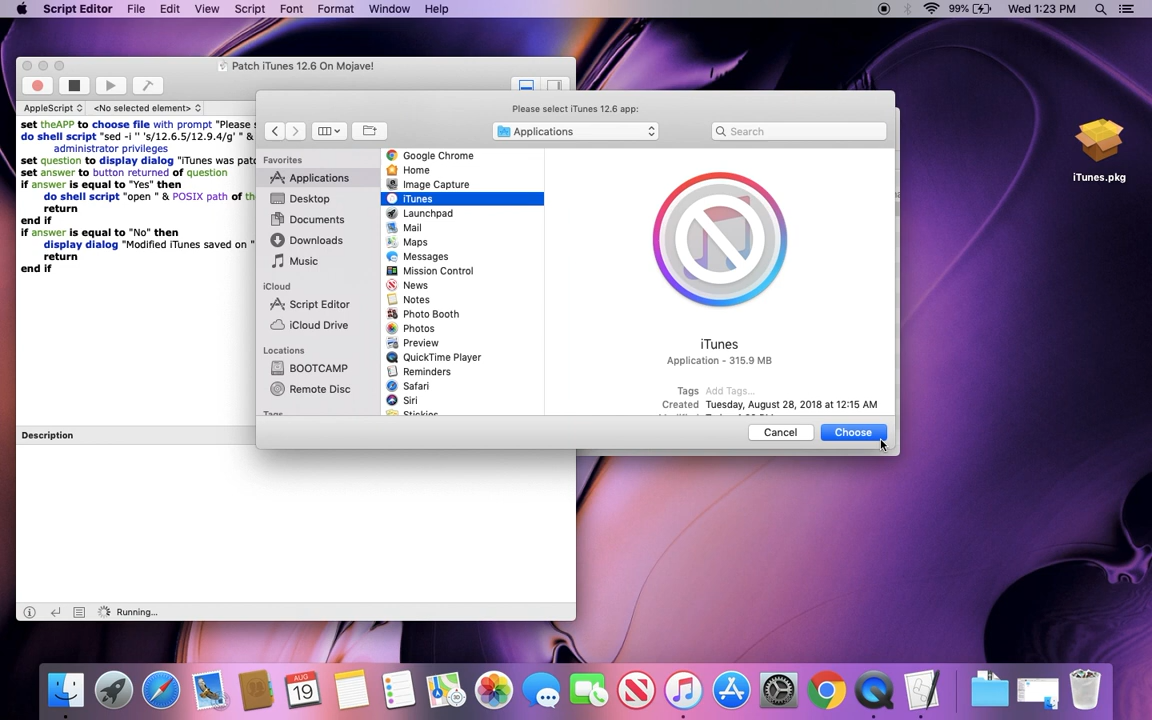 Script Editor File Edit View Script Font Format Window Help 99% Wed 1:23 PM
Patch iTunes 12.6 On Mojave!
AppleScript <No selected element>
set theAPP to choose file with prompt "Please s
do shell script "sed -i '' 's/12.6.5/12.9.4/g' " &
administrator privileges
set question to display dialog "iTunes was patc
set answer to button returned of question
if answer is equal to "Yes" then
do shell script "open " & POSIX path of th
return
end if
if answer is equal to "No" then
display dialog "Modified iTunes saved on "
return
end if
Description
Running...
Please select iTunes 12.6 app:
Applications
Search
Favorites
Applications
Desktop
Documents
Downloads
Music
iCloud
Script Editor
iCloud Drive
Locations
BOOTCAMP
Remote Disc
Tags
Google Chrome
Home
Image Capture
iTunes
Launchpad
Mail
Maps
Messages
Mission Control
News
Notes
Photo Booth
Photos
Preview
QuickTime Player
Reminders
Safari
Siri
Stickies
iTunes
Application - 315.9 MB
Tags Add Tags...
Created Tuesday, August 28, 2018 at 12:15 AM
Cancel Choose
iTunes.pkg
AUG
19